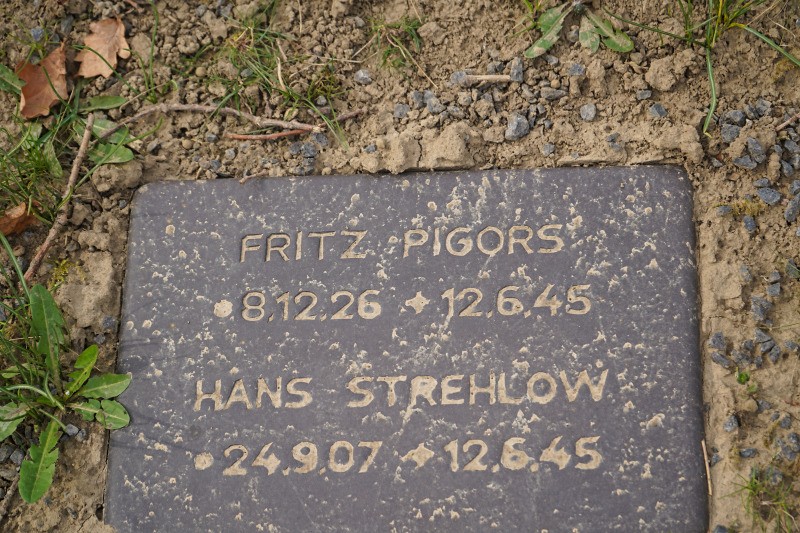 FRITZ PIGORS
● 8.12.26 ✦ 12.6.45
HANS STREHLOW
● 24.9.07 ✦ 12.6.45